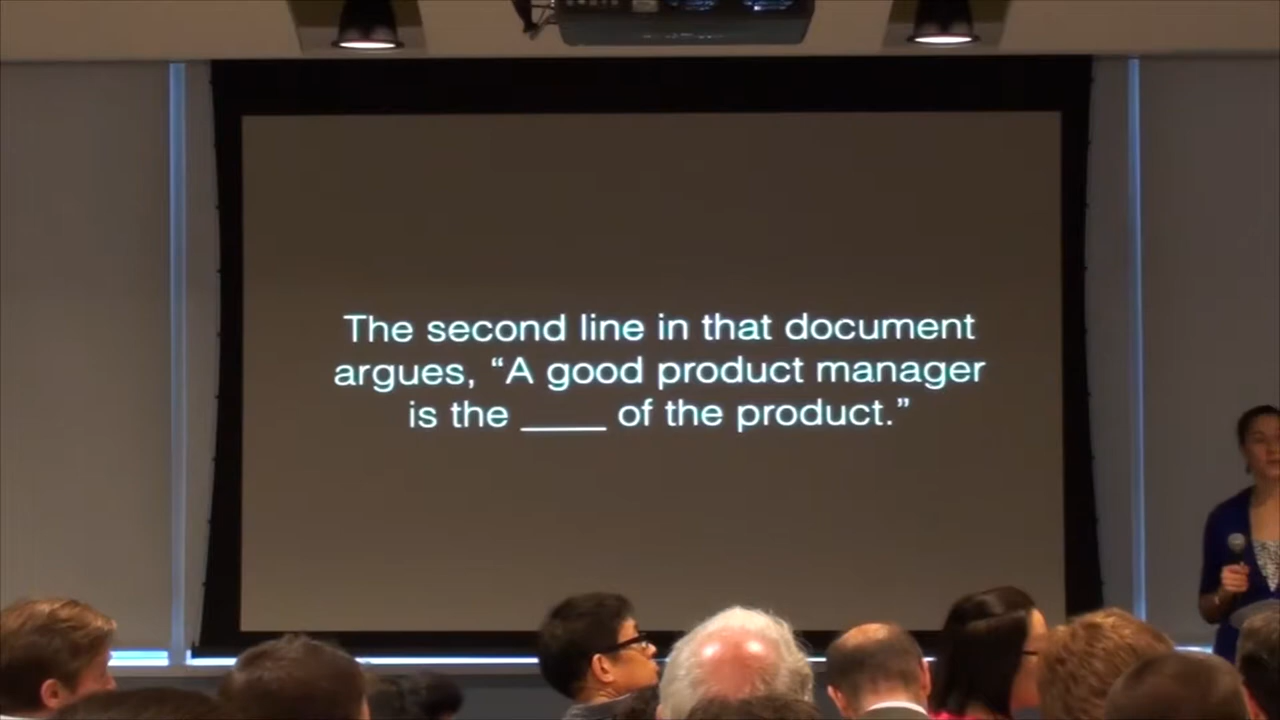 The second line in that document
argues, “A good product manager
is the ____ of the product.”